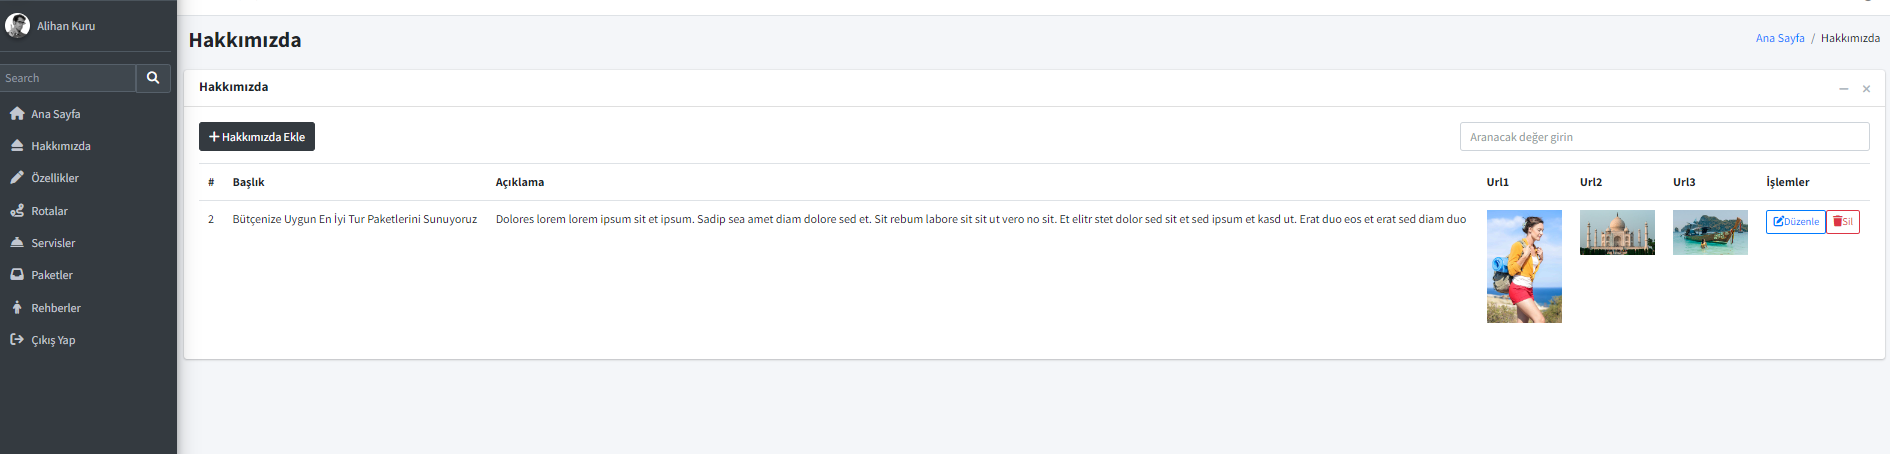 Alihan Kuru
Search
Ana Sayfa
Hakkımızda
Özellikler
Rotalar
Servisler
Paketler
Rehberler
Çıkış Yap
Hakkımızda
Ana Sayfa / Hakkımızda
Hakkımızda
Hakkımızda Ekle
Aranacak değer girin
# Başlık Açıklama Url1 Url2 Url3 İşlemler
2 Bütçenize Uygun En İyi Tur Paketlerini Sunuyoruz Dolores lorem lorem ipsum sit et ipsum. Sadip sea amet diam dolore sed et. Sit rebum labore sit sit ut vero no sit. Et elitr stet dolor sed sit et sed ipsum et kasd ut. Erat duo eos et erat sed diam duo Düzenle Sil